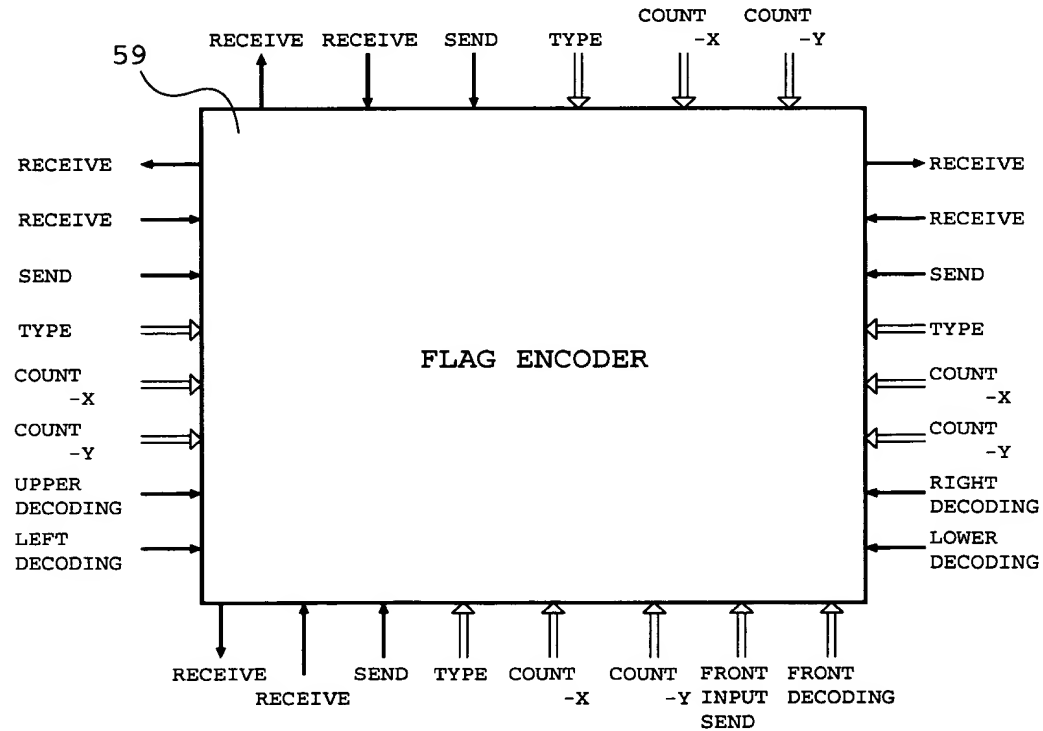 COUNT COUNT
RECEIVE RECEIVE SEND TYPE -X -Y
59
RECEIVE RECEIVE
RECEIVE RECEIVE
SEND SEND
TYPE TYPE
FLAG ENCODER
COUNT COUNT
-X -X
COUNT COUNT
-Y -Y
UPPER RIGHT
DECODING DECODING
LEFT LOWER
DECODING DECODING
RECEIVE SEND TYPE COUNT COUNT FRONT FRONT
RECEIVE -X -Y INPUT DECODING
SEND